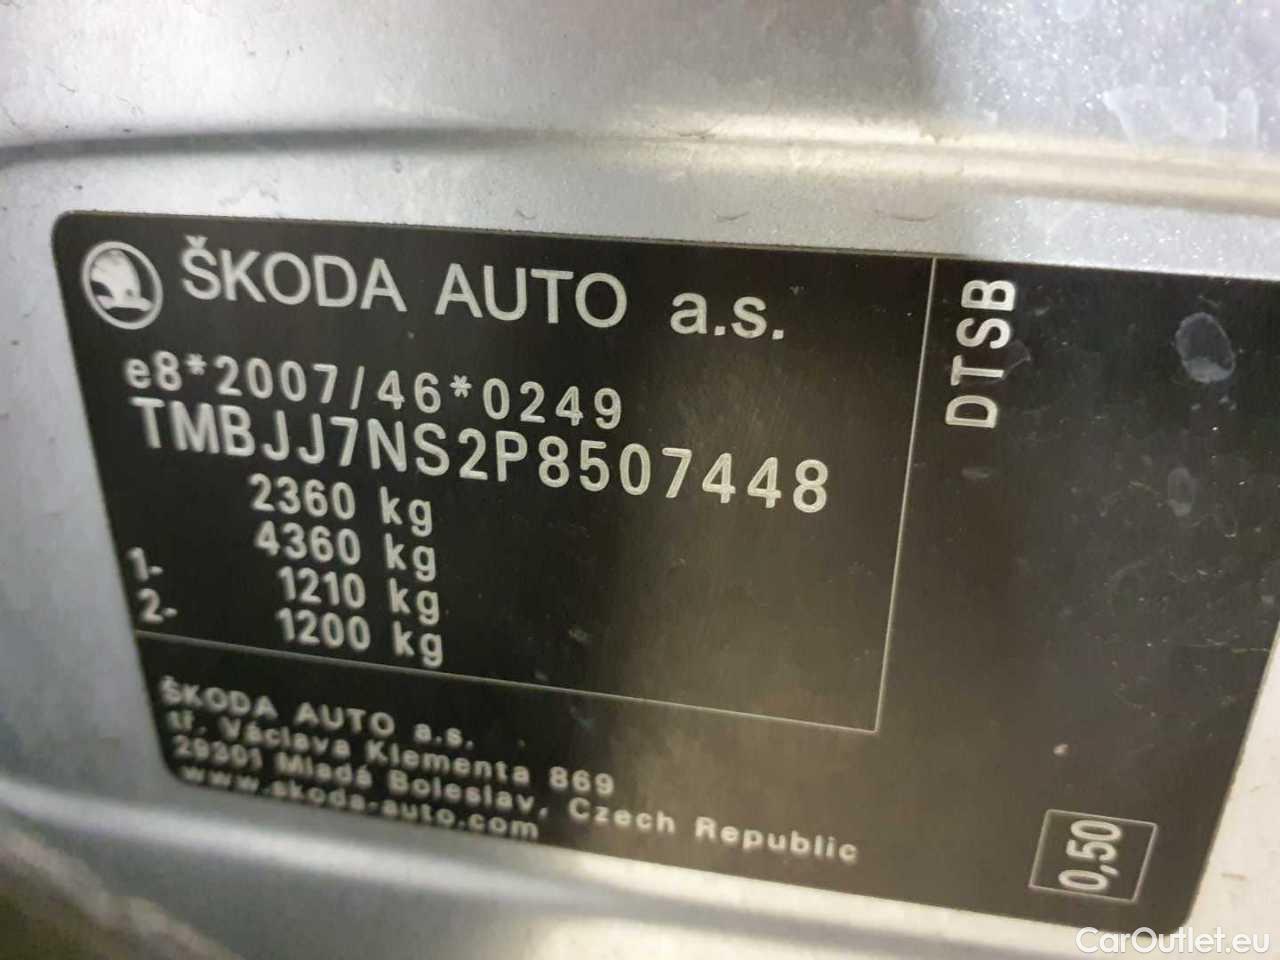 ŠKODA AUTO a.s.
e8*2007/46*0249
TMBJJ7NS2P8507448
2360 kg
4360 kg
1- 1210 kg
2- 1200 kg
DTSB
ŠKODA AUTO a.s.
tř. Václava Klementa 869
29301 Mladá Boleslav, Czech Republic
www.skoda-auto.com
0,50
CarOutlet.eu